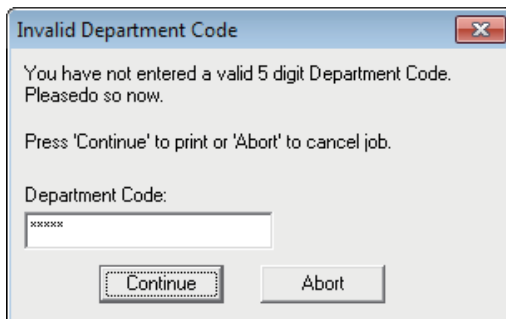 Invalid Department Code
You have not entered a valid 5 digit Department Code.
Pleasedo so now.
Press 'Continue' to print or 'Abort' to cancel job.
Department Code:
*****
Continue
Abort